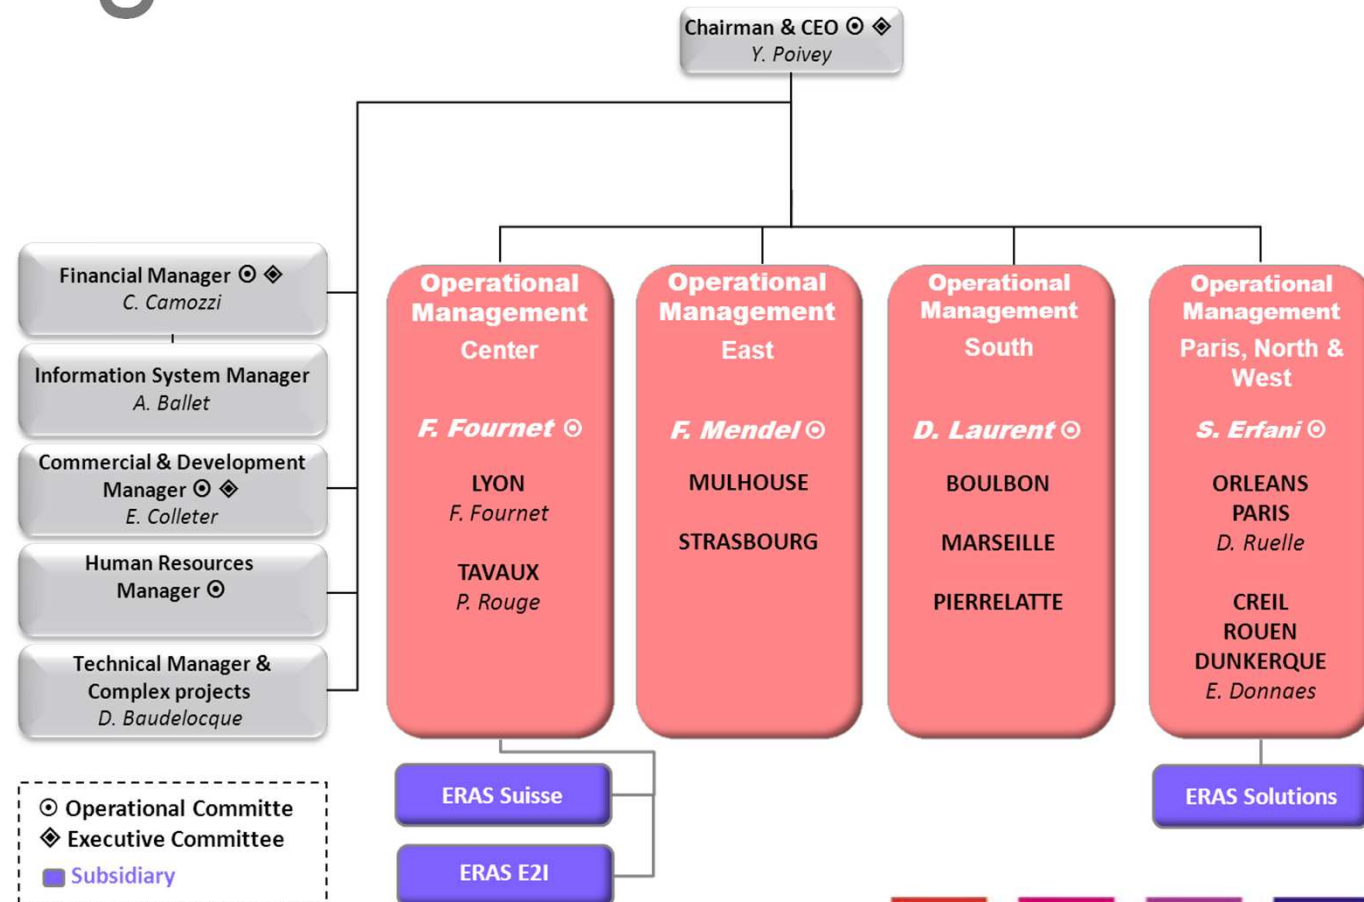 Chairman & CEO
Y. Poivey
Financial Manager
C. Camozzi
Information System Manager
A. Ballet
Commercial & Development
Manager
E. Colleter
Human Resources
Manager
Technical Manager &
Complex projects
D. Baudelocque
Operational
Management
Center
F. Fournet
LYON
F. Fournet
TAVAUX
P. Rouge
Operational
Management
East
F. Mendel
MULHOUSE
STRASBOURG
Operational
Management
South
D. Laurent
BOULBON
MARSEILLE
PIERRELATTE
Operational
Management
Paris, North &
West
S. Erfani
ORLEANS
PARIS
D. Ruelle
CREIL
ROUEN
DUNKERQUE
E. Donnaes
ERAS Suisse
ERAS E2I
ERAS Solutions
Operational Committe
Executive Committee
Subsidiary